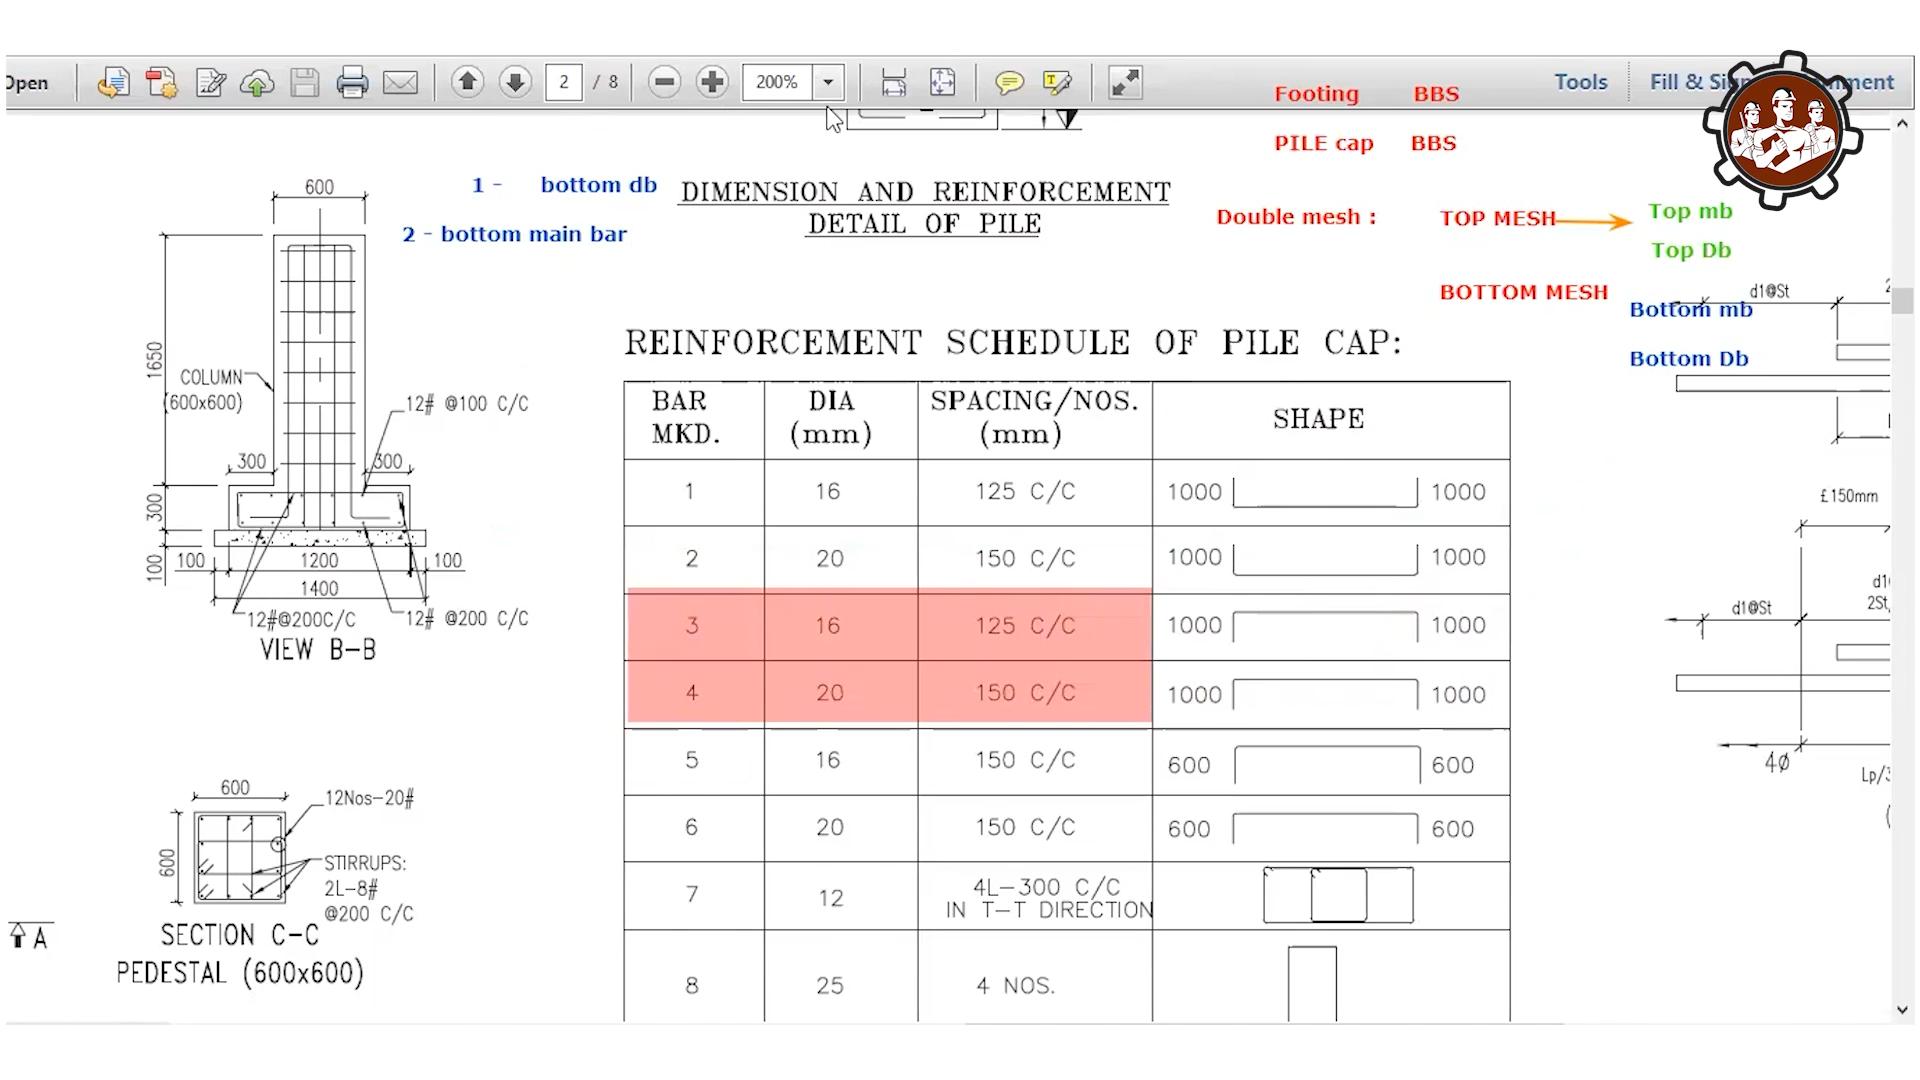 Open
2 / 8
200%
Tools
Fill & Sig
mment
Footing BBS
PILE cap BBS
Double mesh : TOP MESH
Top mb
Top Db
BOTTOM MESH
Bottom mb
Bottom Db
1 - bottom db
2 - bottom main bar
DIMENSION AND REINFORCEMENT
DETAIL OF PILE
600
1650
COLUMN
(600x600)
12# @100 C/C
300
300
300
100
100
1200
100
1400
12#@200C/C
12# @200 C/C
VIEW B-B
600
12Nos-20#
600
STIRRUPS:
2L-8#
@200 C/C
A
SECTION C-C
PEDESTAL (600x600)
REINFORCEMENT SCHEDULE OF PILE CAP:
BAR MKD. DIA (mm) SPACING/NOS. (mm) SHAPE
1 16 125 C/C 1000 1000
2 20 150 C/C 1000 1000
3 16 125 C/C 1000 1000
4 20 150 C/C 1000 1000
5 16 150 C/C 600 600
6 20 150 C/C 600 600
7 12 4L-300 C/C
IN T-T DIRECTION
8 25 4 NOS.
d1@St
2
£150mm
d1
2St,
d1@St
4ø
Lp/3